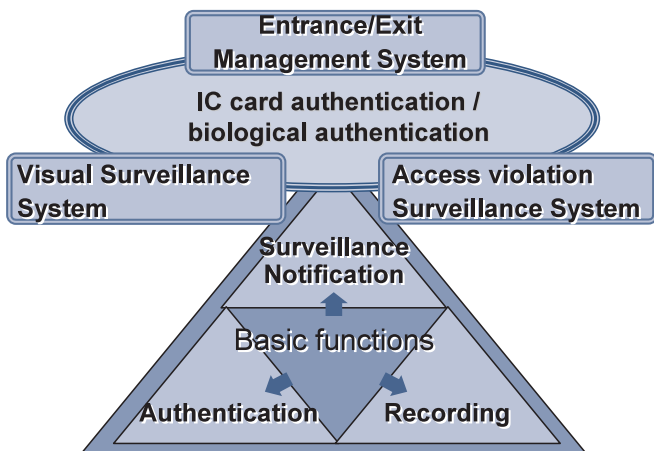 Entrance/Exit
Management System
IC card authentication /
biological authentication
Visual Surveillance
System
Access violation
Surveillance System
Surveillance
Notification
Basic functions
Authentication
Recording